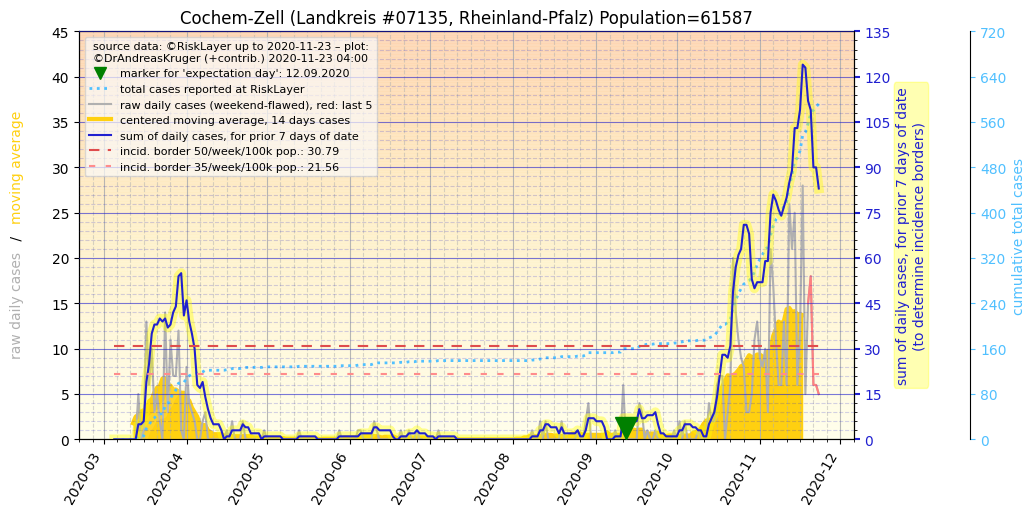 Cochem-Zell (Landkreis #07135, Rheinland-Pfalz) Population=61587
source data: ©RiskLayer up to 2020-11-23 – plot:
©DrAndreasKruger (+contrib.) 2020-11-23 04:00
marker for 'expectation day': 12.09.2020
total cases reported at RiskLayer
raw daily cases (weekend-flawed), red: last 5
centered moving average, 14 days cases
sum of daily cases, for prior 7 days of date
incid. border 50/week/100k pop.: 30.79
incid. border 35/week/100k pop.: 21.56
raw daily cases / moving average
45
40
35
30
25
20
15
10
5
0
135
120
105
90
75
60
45
30
15
0
sum of daily cases, for prior 7 days of date
(to determine incidence borders)
720
640
560
480
400
320
240
160
80
0
cumulative total cases
2020-03
2020-04
2020-05
2020-06
2020-07
2020-08
2020-09
2020-10
2020-11
2020-12